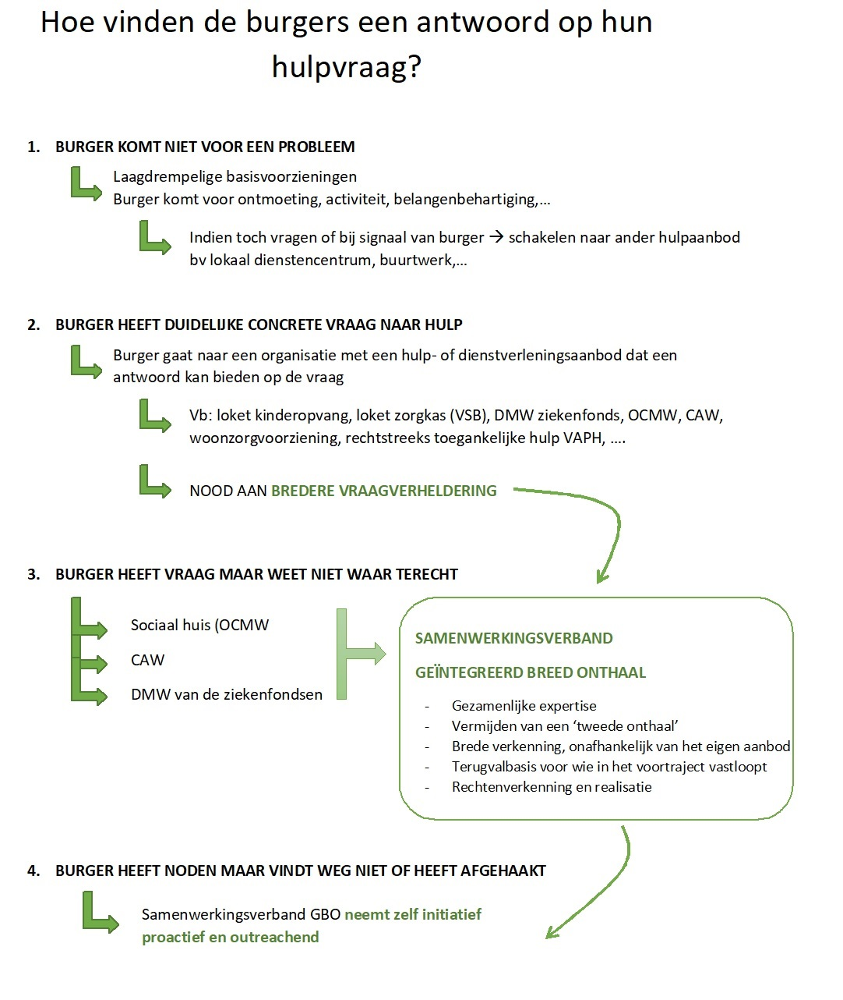 Hoe vinden de burgers een antwoord op hun
hulpvraag?
1. BURGER KOMT NIET VOOR EEN PROBLEEM
Laagdrempelige basisvoorzieningen
Burger komt voor ontmoeting, activiteit, belangenbehartiging,...
Indien toch vragen of bij signaal van burger → schakelen naar ander hulpaanbod
bv lokaal dienstencentrum, buurtwerk,...
2. BURGER HEEFT DUIDELIJKE CONCRETE VRAAG NAAR HULP
Burger gaat naar een organisatie met een hulp- of dienstverleningsaanbod dat een
antwoord kan bieden op de vraag
Vb: loket kinderopvang, loket zorgkas (VSB), DMW ziekenfonds, OCMW, CAW,
woonzorgvoorziening, rechtstreeks toegankelijke hulp VAPH, ....
NOOD AAN BREDERE VRAAGVERHELDERING
3. BURGER HEEFT VRAAG MAAR WEET NIET WAAR TERECHT
Sociaal huis (OCMW
CAW
DMW van de ziekenfondsen
SAMENWERKINGSVERBAND
GEÏNTEGREERD BREED ONTHAAL
- Gezamenlijke expertise
- Vermijden van een ‘tweede onthaal’
- Brede verkenning, onafhankelijk van het eigen aanbod
- Terugvalbasis voor wie in het voortraject vastloopt
- Rechtenverkenning en realisatie
4. BURGER HEEFT NODEN MAAR VINDT WEG NIET OF HEEFT AFGEHAAKT
Samenwerkingsverband GBO neemt zelf initiatief
proactief en outreachend